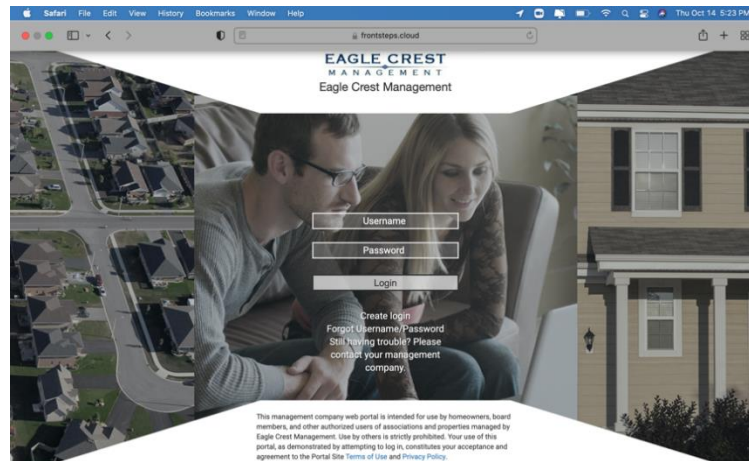 Safari File Edit View History Bookmarks Window Help
Thu Oct 14 5:23 PM
frontsteps.cloud
EAGLE CREST
MANAGEMENT
Eagle Crest Management
Username
Password
Login
Create login
Forgot Username/Password
Still having trouble? Please
contact your management
company.
This management company web portal is intended for use by homeowners, board
members, and other authorized users of associations and properties managed by
Eagle Crest Management. Use by others is strictly prohibited. Your use of this
portal, as demonstrated by attempting to log in, constitutes your acceptance and
agreement to the Portal Site Terms of Use and Privacy Policy.